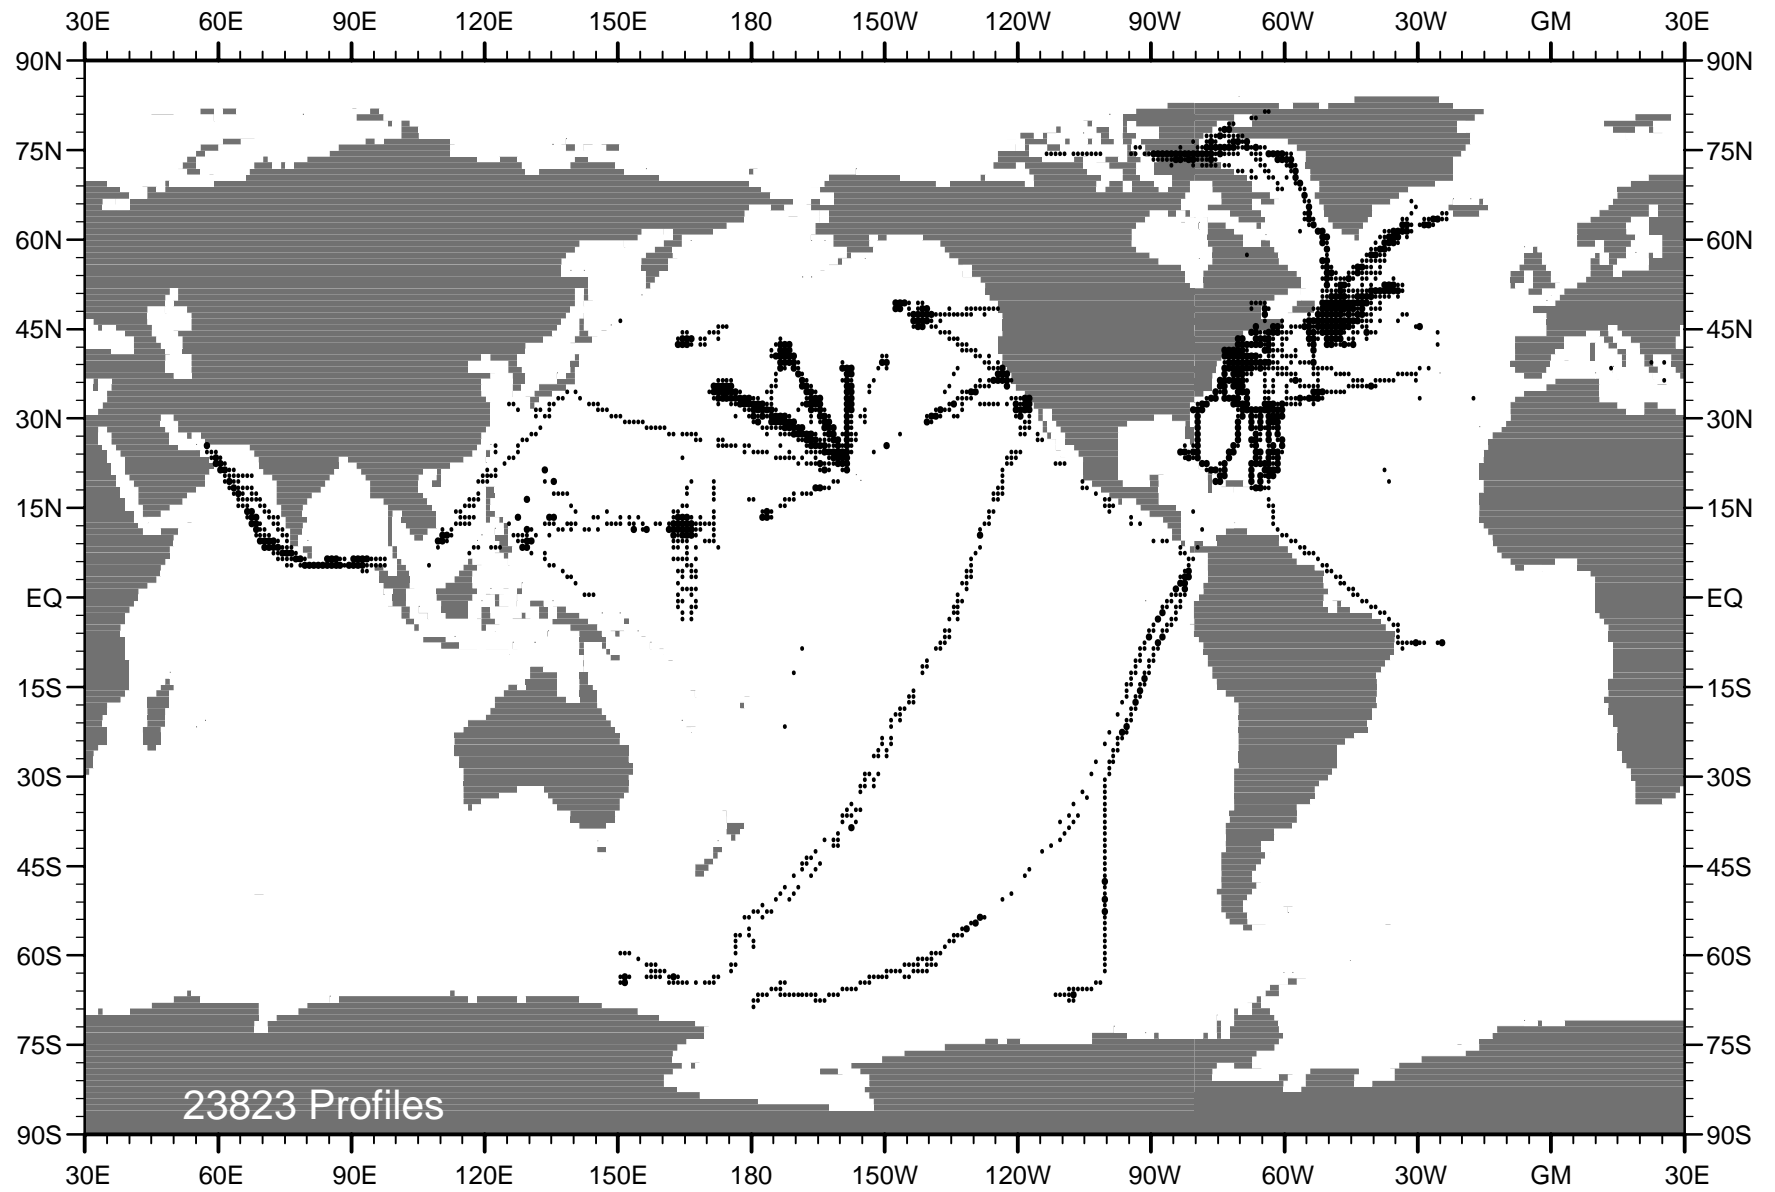 30E 60E 90E 120E 150E 180 150W 120W 90W 60W 30W GM 30E
90N 90N
75N 75N
60N 60N
45N 45N
30N 30N
15N 15N
EQ EQ
15S 15S
30S 30S
45S 45S
60S 60S
75S 75S
23823 Profiles
90S 90S
30E 60E 90E 120E 150E 180 150W 120W 90W 60W 30W GM 30E